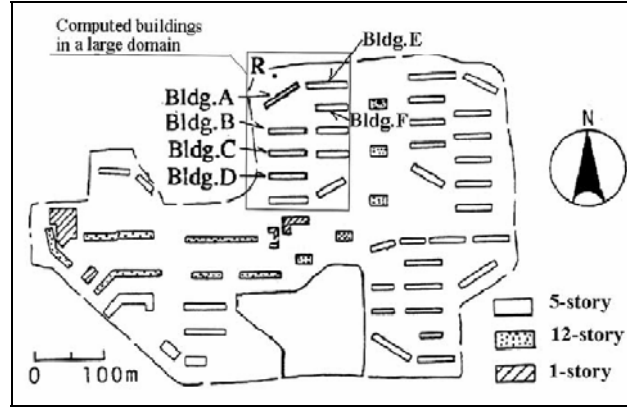 Computed buildings
in a large domain
R
Bldg.E
Bldg.A
Bldg.B
Bldg.F
Bldg.C
Bldg.D
N
5-story
12-story
1-story
0 100m